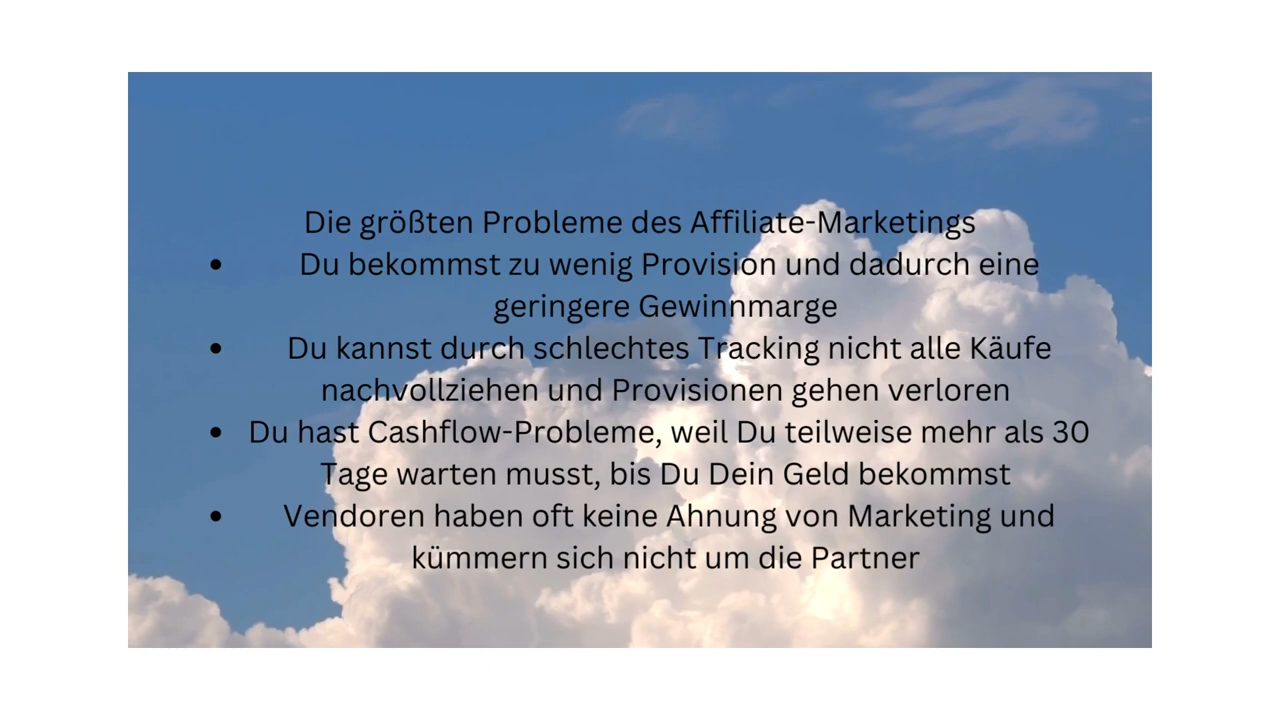 Die größten Probleme des Affiliate-Marketings
• Du bekommst zu wenig Provision und dadurch eine
geringere Gewinnmarge
• Du kannst durch schlechtes Tracking nicht alle Käufe
nachvollziehen und Provisionen gehen verloren
• Du hast Cashflow-Probleme, weil Du teilweise mehr als 30
Tage warten musst, bis Du Dein Geld bekommst
• Vendoren haben oft keine Ahnung von Marketing und
kümmern sich nicht um die Partner